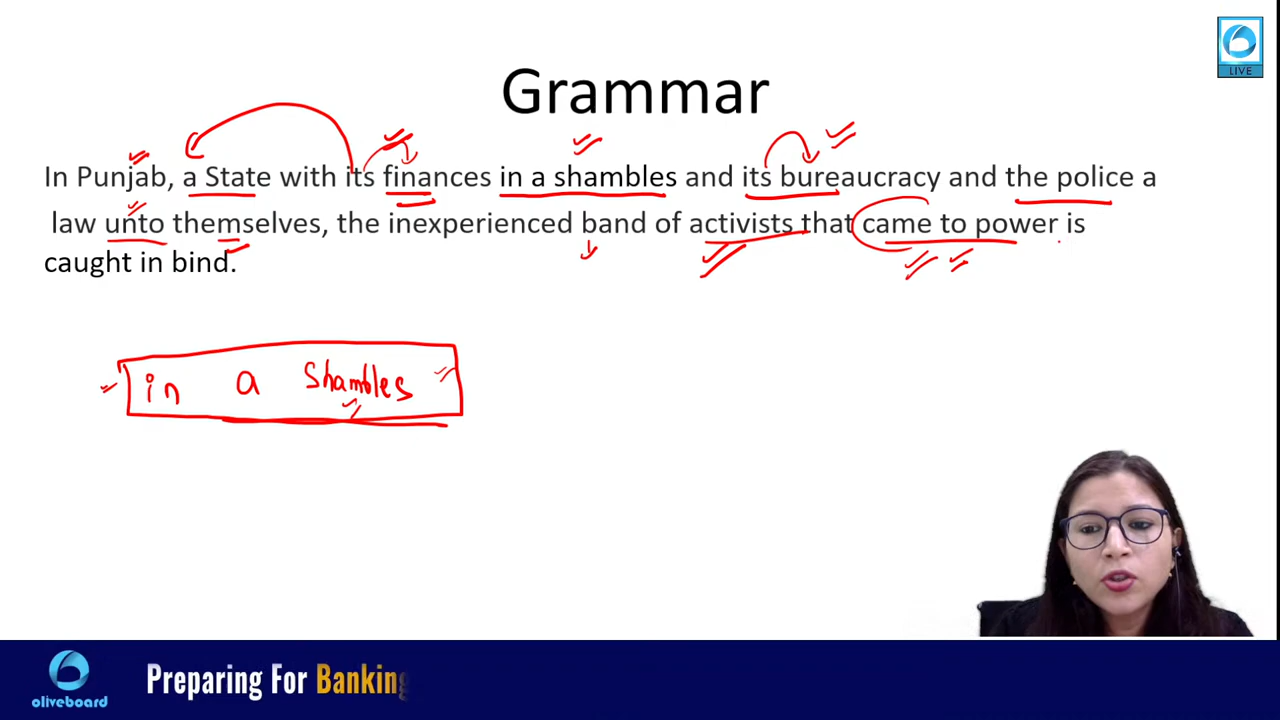 LIVE
Grammar
In Punjab, a State with its finances in a shambles and its bureaucracy and the police a
law unto themselves, the inexperienced band of activists that came to power is
caught in bind.
in a shambles
oliveboard
Preparing For Banking